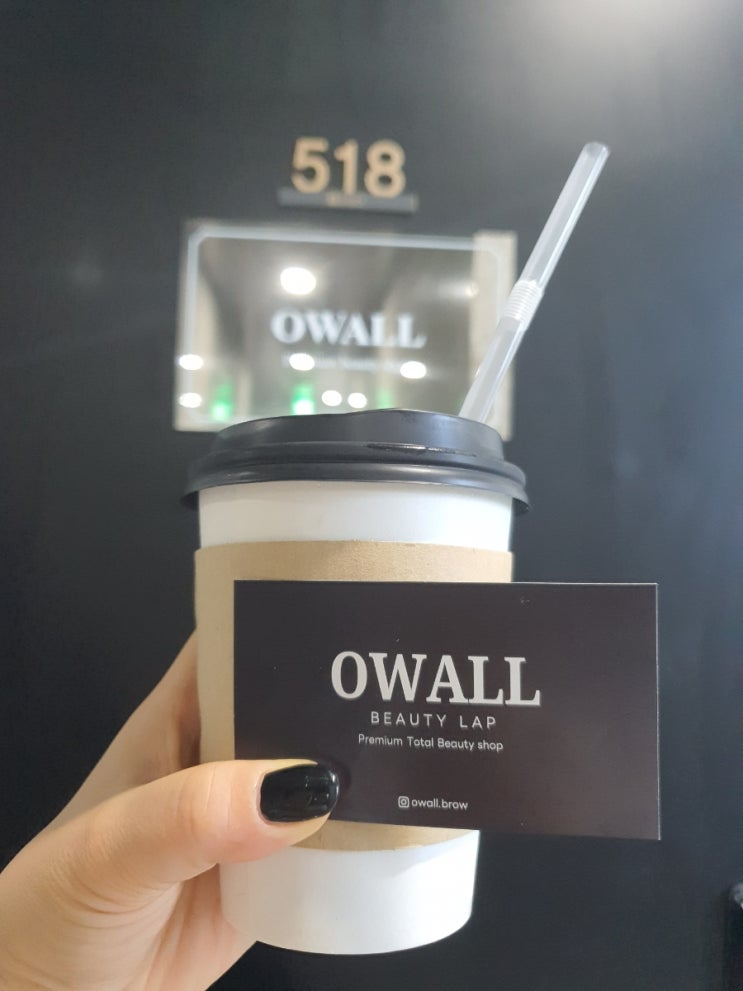 518
OWALL
OWALL
BEAUTY LAP
Premium Total Beauty shop
owall.brow